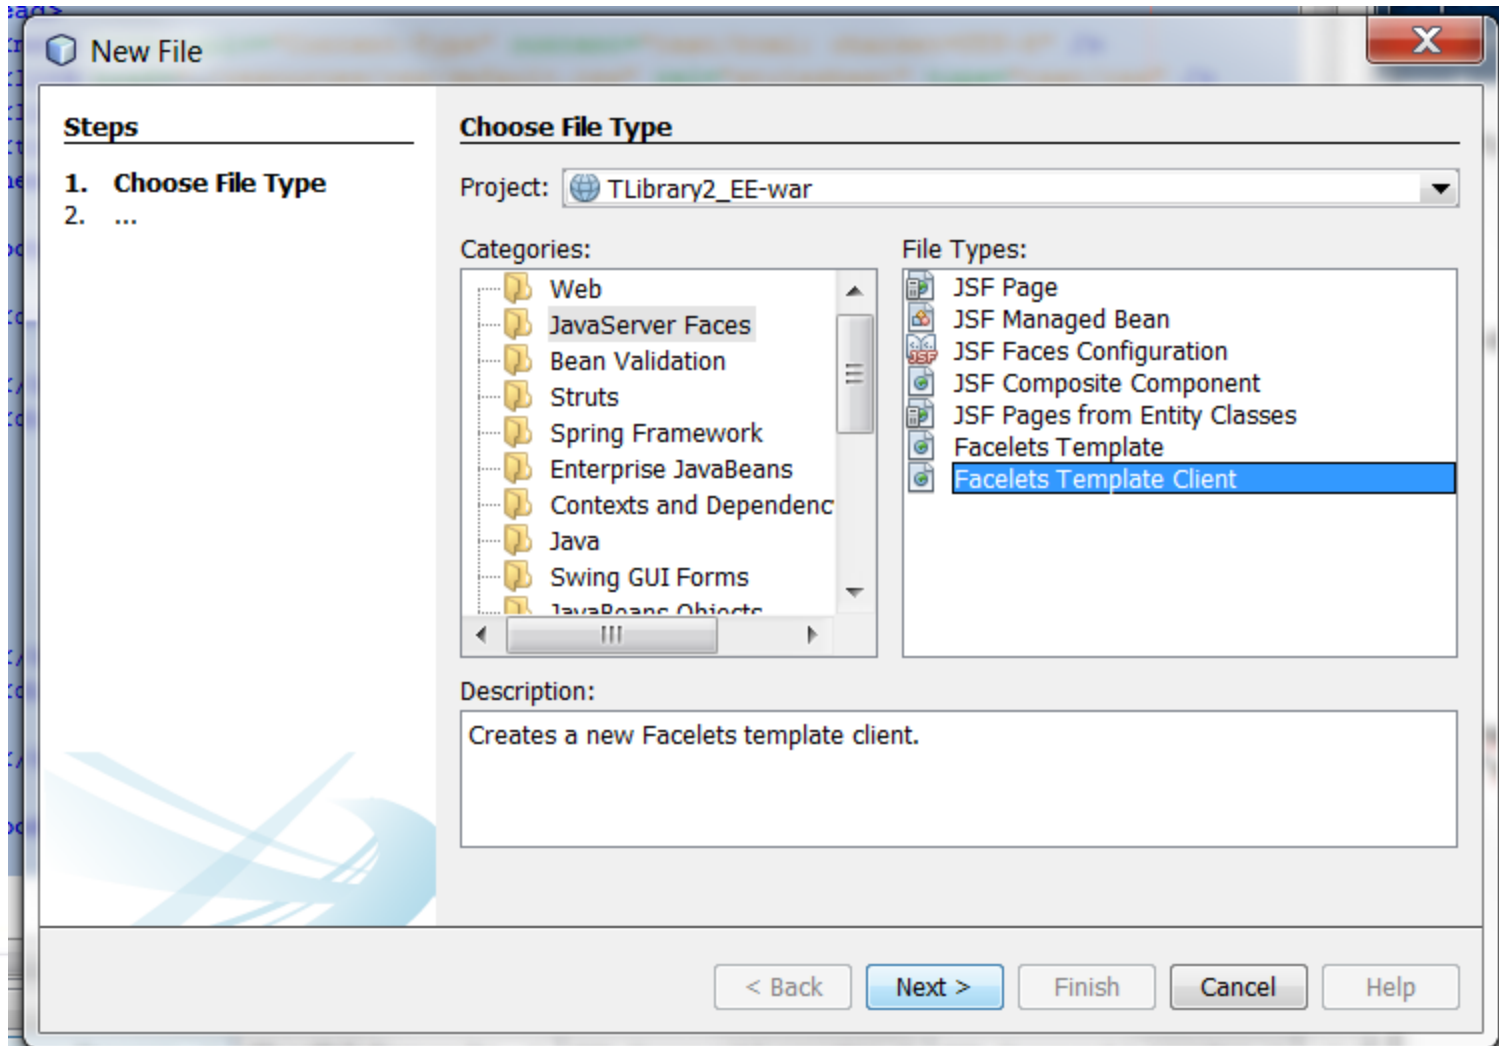 New File
Steps
1. Choose File Type
2. ...
Choose File Type
Project: TLibrary2_EE-war
Categories:
Web
JavaServer Faces
Bean Validation
Struts
Spring Framework
Enterprise JavaBeans
Contexts and Dependenc
Java
Swing GUI Forms
JavaBeans Objects
File Types:
JSF Page
JSF Managed Bean
JSF Faces Configuration
JSF Composite Component
JSF Pages from Entity Classes
Facelets Template
Facelets Template Client
Description:
Creates a new Facelets template client.
< Back
Next >
Finish
Cancel
Help